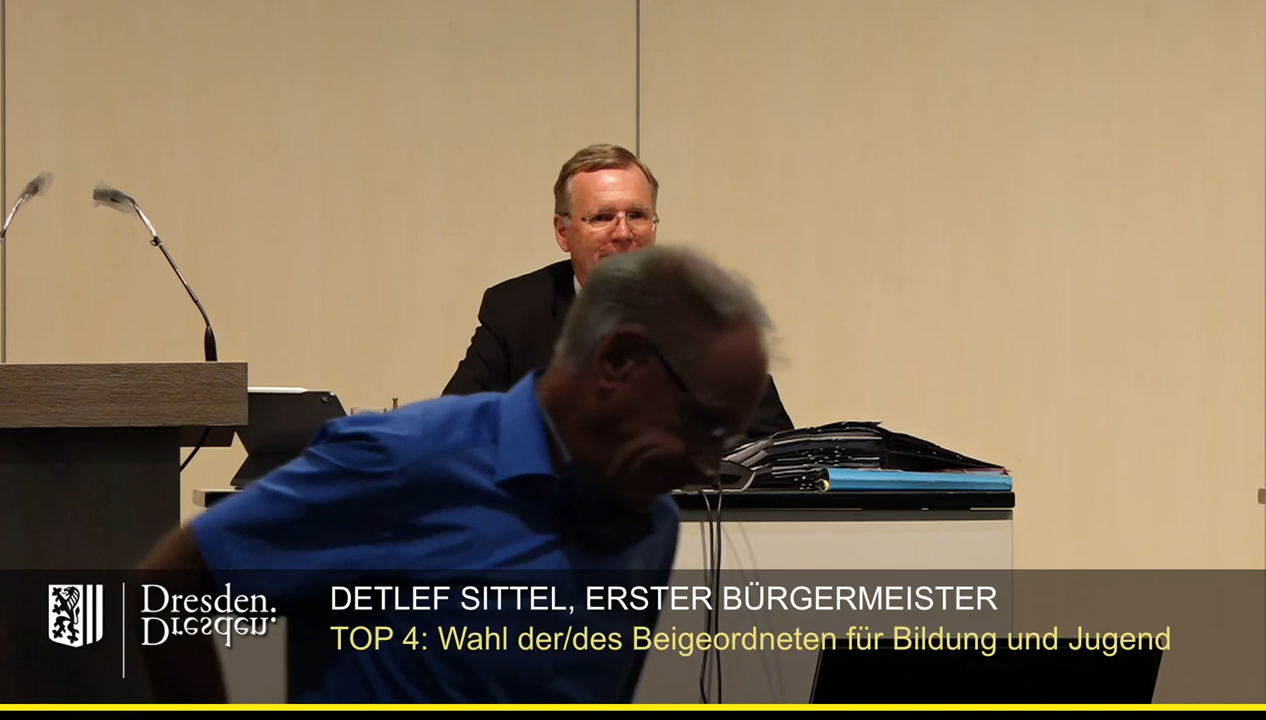 Dresden.
Dresden.
DETLEF SITTEL, ERSTER BÜRGERMEISTER
TOP 4: Wahl der/des Beigeordneten für Bildung und Jugend